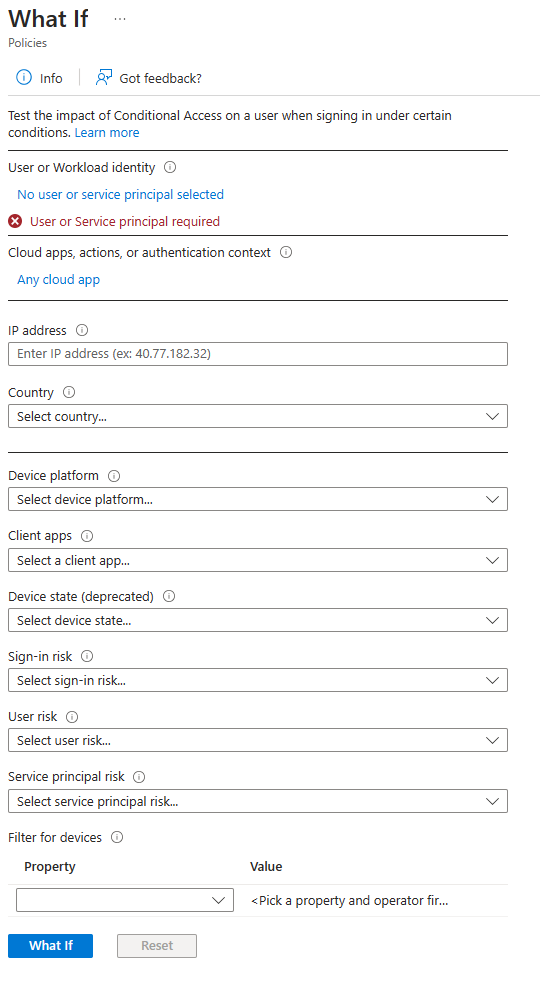 What If ...
Policies
Info
Got feedback?
Test the impact of Conditional Access on a user when signing in under certain
conditions. Learn more
User or Workload identity
No user or service principal selected
User or Service principal required
Cloud apps, actions, or authentication context
Any cloud app
IP address
Enter IP address (ex: 40.77.182.32)
Country
Select country...
Device platform
Select device platform...
Client apps
Select a client app...
Device state (deprecated)
Select device state...
Sign-in risk
Select sign-in risk...
User risk
Select user risk...
Service principal risk
Select service principal risk...
Filter for devices
Property Value
<Pick a property and operator fir...
What If Reset